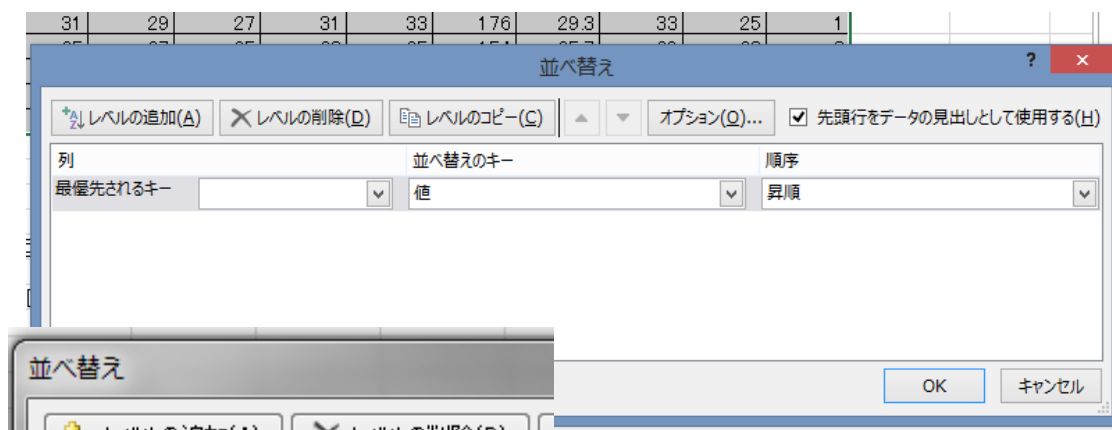 31 29 27 31 33 176 29.3 33 25 1
並べ替え ?
レベルの追加(A) レベルの削除(D) レベルのコピー(C) オプション(O)... 先頭行をデータの見出しとして使用する(H)
列 並べ替えのキー 順序
最優先されるキー 値 昇順
OK キャンセル
並べ替え